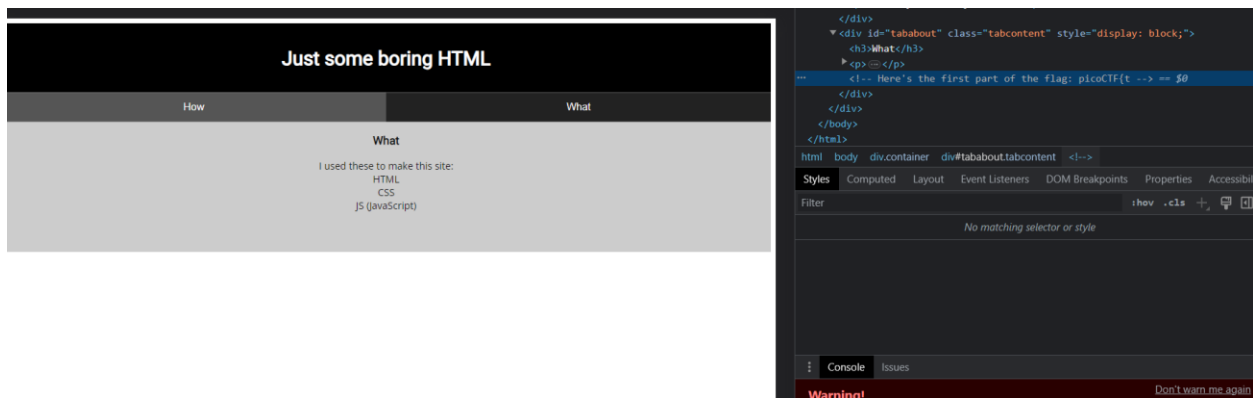 Just some boring HTML
How
What
What
I used these to make this site:
HTML
CSS
JS (JavaScript)
</div>
▼<div id="tababout" class="tabcontent" style="display: block;">
<h3>What</h3>
▶<p>⋯</p>
<!-- Here's the first part of the flag: picoCTF{t --> == $0
</div>
</div>
</body>
</html>
html body div.container div#tababout.tabcontent <!-->
Styles Computed Layout Event Listeners DOM Breakpoints Properties Accessibil
Filter :hov .cls +
No matching selector or style
Console Issues
Warning! Don't warn me again